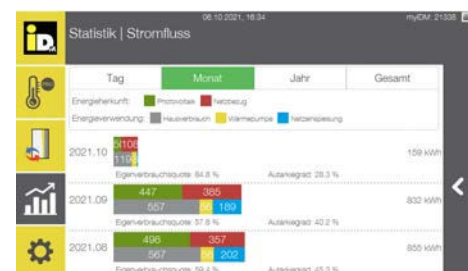 06.10.2021, 16:34
myIDM: 21335
iDM
Statistik | Stromfluss
Tag Monat Jahr Gesamt
Energieherkunft: Photovoltaik Netzbezug
Energieverwendung: Hausverbrauch Wärmepumpe Netzeinspeisung
2021.10
108
159 kWh
Eigenverbrauchsquote: 84.8 % Autarkiegrad: 28.3 %
2021.09
447 385
832 kWh
557 189
Eigenverbrauchsquote: 57.8 % Autarkiegrad: 40.2 %
2021.08
498 357
855 kWh
567 202
Eigenverbrauchsquote: 59.4 % Autarkiegrad: 45.3 %